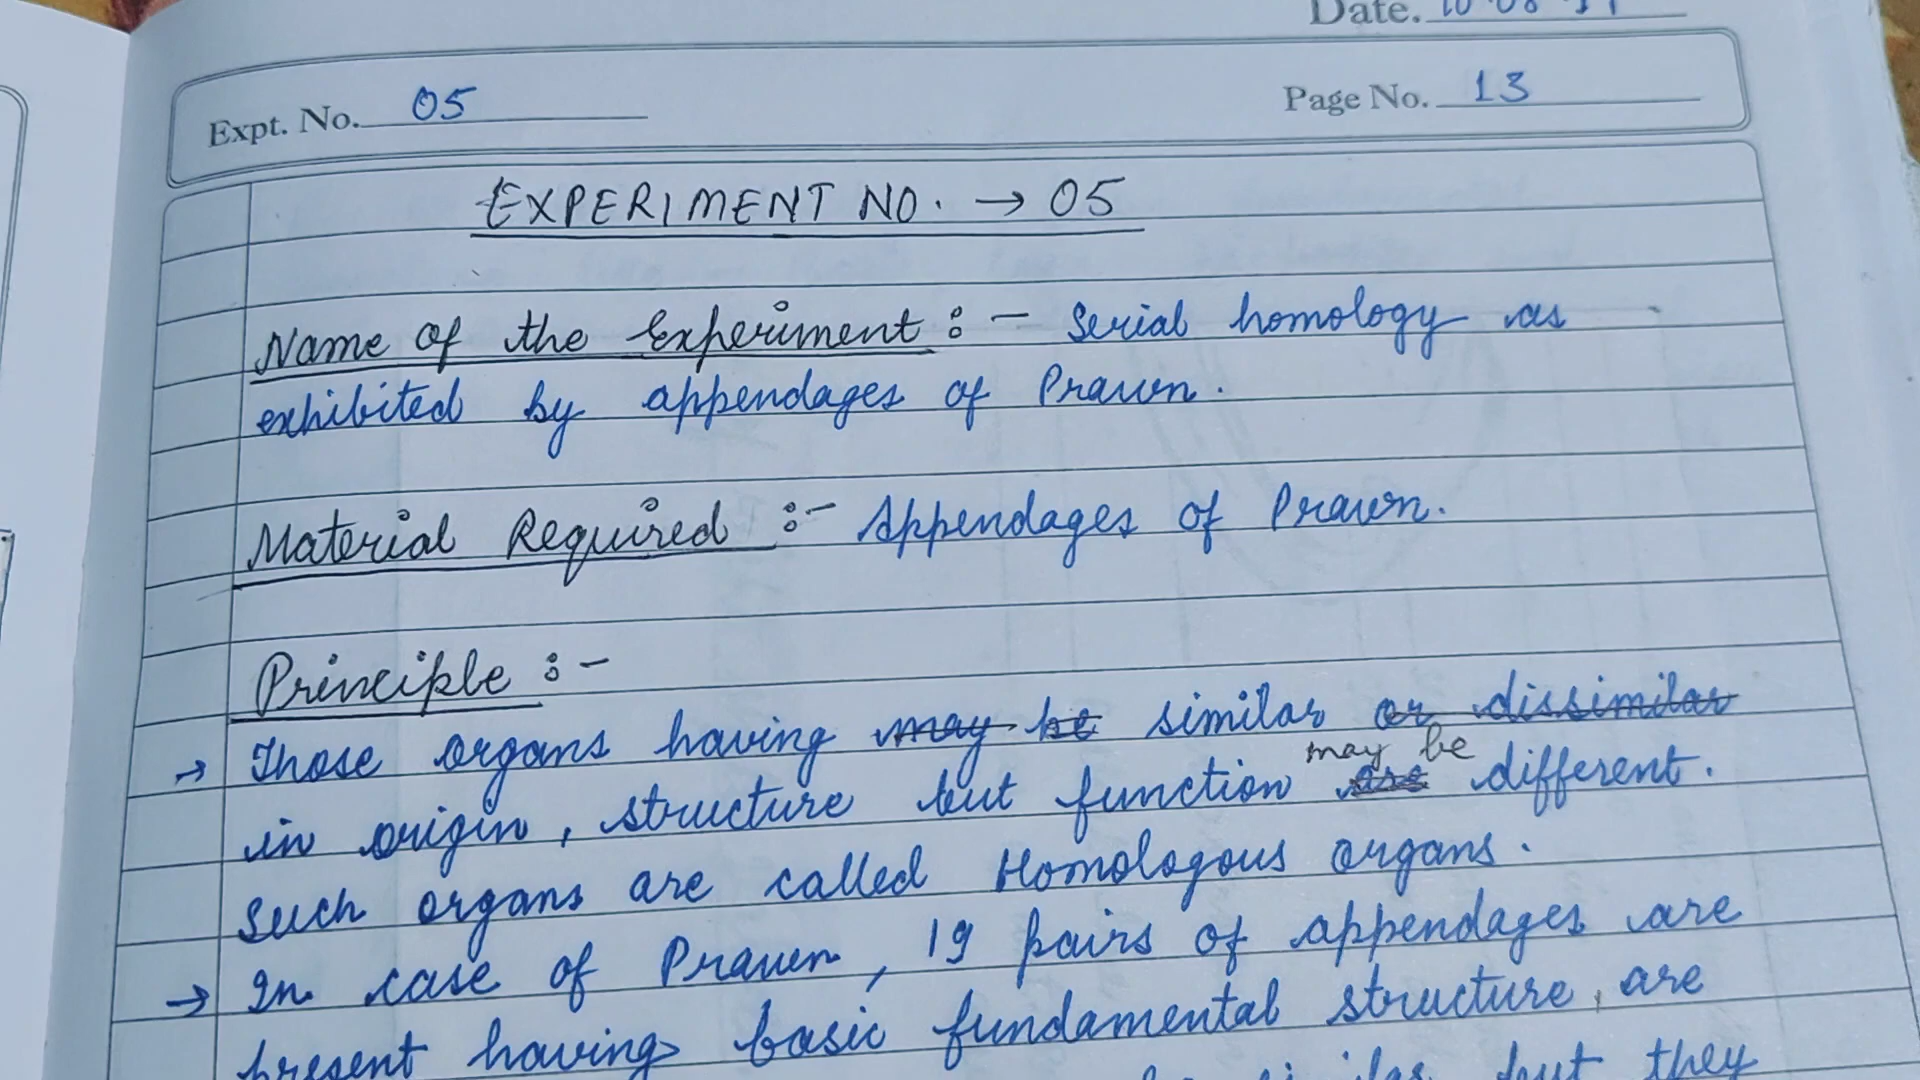 Date.
Expt. No. 05
Page No. 13
EXPERIMENT NO. → 05
Name of the Experiment :- Serial homology as
exhibited by appendages of Prawn.
Material Required :- Appendages of Prawn.
Principle :-
→ Those organs having may be similar or dissimilar
may be
in origin, structure but function are different.
Such organs are called Homologous organs.
→ In case of Prawn, 19 pairs of appendages are
present having basic fundamental structure, are
but they